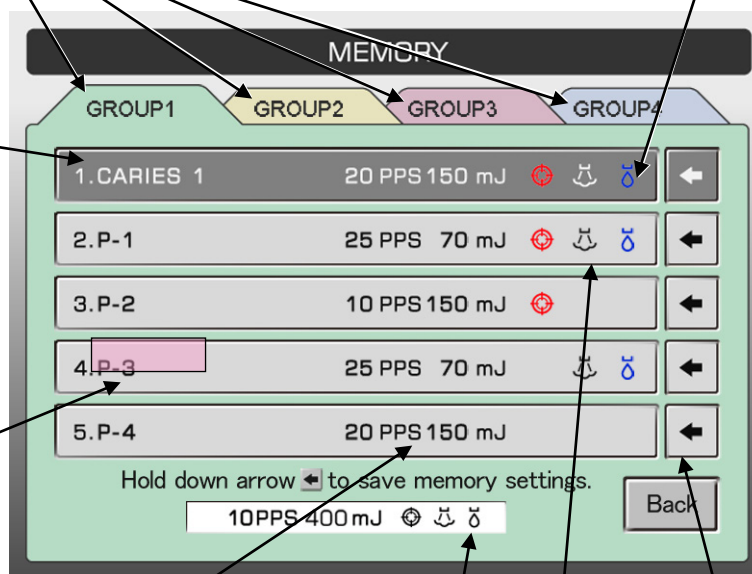 MEMORY
GROUP1 GROUP2 GROUP3 GROUP4
1.CARIES 1 20 PPS 150 mJ
2.P-1 25 PPS 70 mJ
3.P-2 10 PPS 150 mJ
4.P-3 25 PPS 70 mJ
5.P-4 20 PPS 150 mJ
Hold down arrow to save memory settings.
10PPS 400 mJ
Back